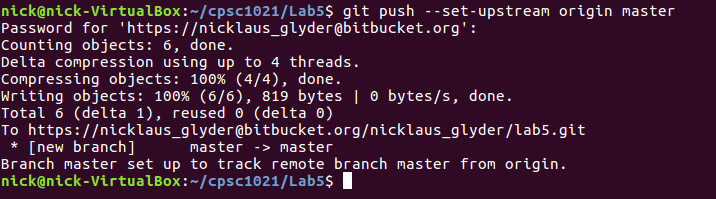 nick@nick-VirtualBox:~/cpsc1021/Lab5$ git push --set-upstream origin master
Password for 'https://nicklaus_glyder@bitbucket.org':
Counting objects: 6, done.
Delta compression using up to 4 threads.
Compressing objects: 100% (4/4), done.
Writing objects: 100% (6/6), 819 bytes | 0 bytes/s, done.
Total 6 (delta 1), reused 0 (delta 0)
To https://nicklaus_glyder@bitbucket.org/nicklaus_glyder/lab5.git
 * [new branch]      master -> master
Branch master set up to track remote branch master from origin.
nick@nick-VirtualBox:~/cpsc1021/Lab5$